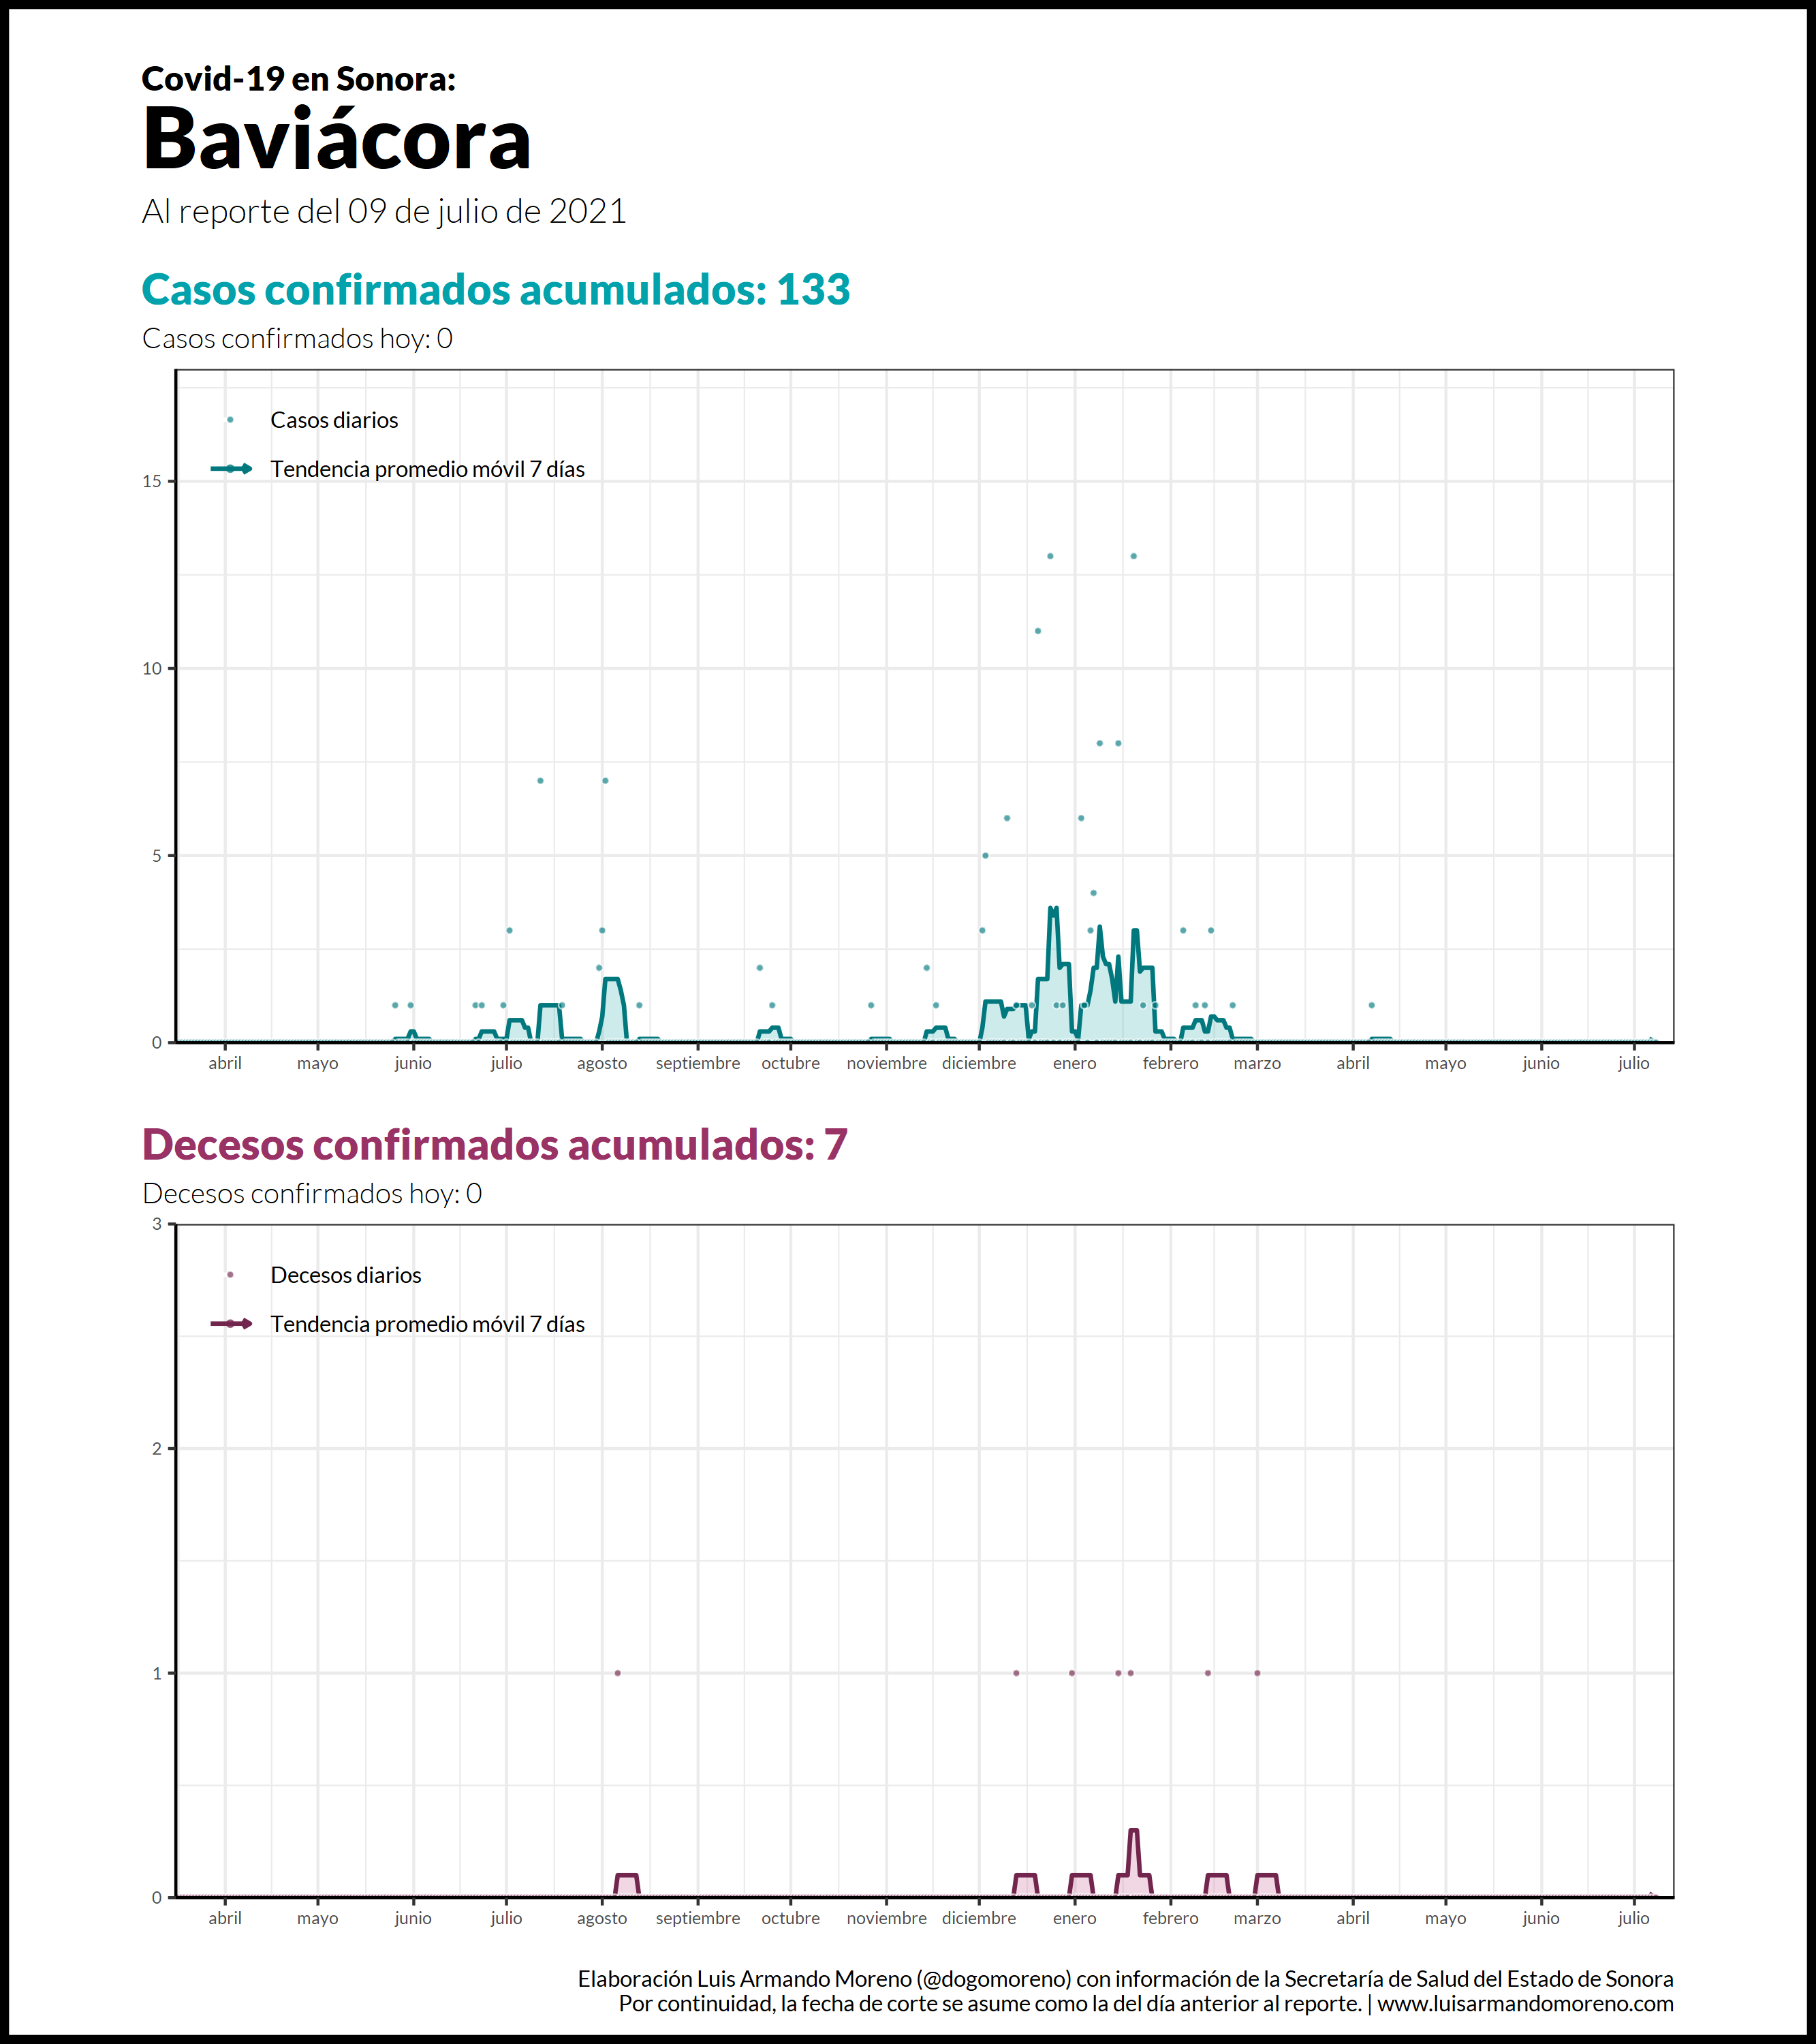 Covid-19 en Sonora:
Baviácora
Al reporte del 09 de julio de 2021
Casos confirmados acumulados: 133
Casos confirmados hoy: 0
Casos diarios
Tendencia promedio móvil 7 días
15
10
5
0
abril mayo junio julio agosto septiembre octubre noviembre diciembre enero febrero marzo abril mayo junio julio
Decesos confirmados acumulados: 7
Decesos confirmados hoy: 0
3
Decesos diarios
Tendencia promedio móvil 7 días
2
1
0
abril mayo junio julio agosto septiembre octubre noviembre diciembre enero febrero marzo abril mayo junio julio
Elaboración Luis Armando Moreno (@dogomoreno) con información de la Secretaría de Salud del Estado de Sonora
Por continuidad, la fecha de corte se asume como la del día anterior al reporte. | www.luisarmandomoreno.com